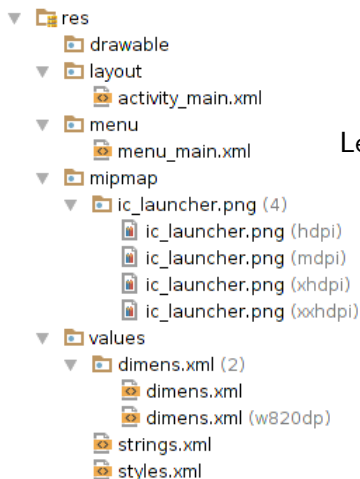 res
drawable
layout
activity_main.xml
menu
menu_main.xml
Le
mipmap
ic_launcher.png (4)
ic_launcher.png (hdpi)
ic_launcher.png (mdpi)
ic_launcher.png (xhdpi)
ic_launcher.png (xxhdpi)
values
dimens.xml (2)
dimens.xml
dimens.xml (w820dp)
strings.xml
styles.xml